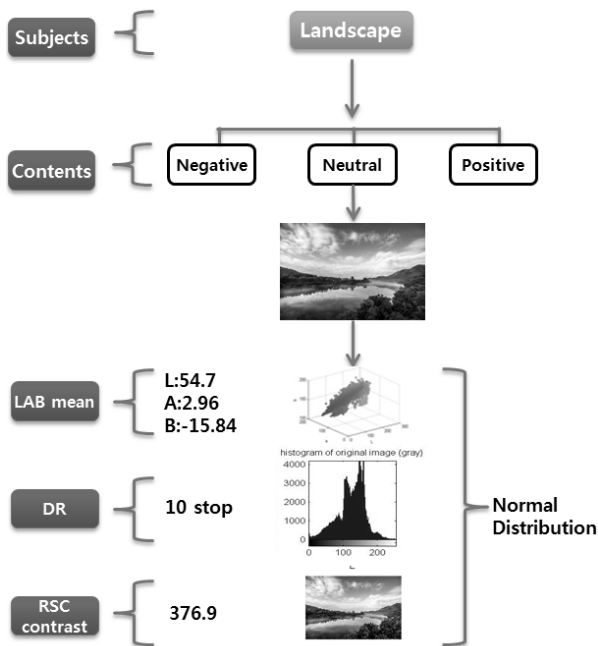 Subjects
Landscape
Contents
Negative
Neutral
Positive
LAB mean
L:54.7
A:2.96
B:-15.84
histogram of original image (gray)
4000
3000
2000
1000
0
0 100 200
DR
10 stop
Normal
Distribution
RSC
contrast
376.9